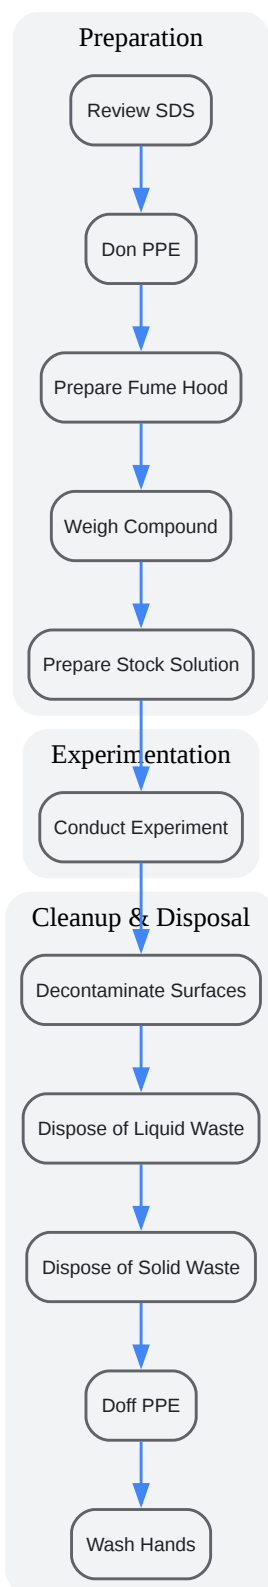 Preparation
Review SDS
Don PPE
Prepare Fume Hood
Weigh Compound
Prepare Stock Solution
Experimentation
Conduct Experiment
Cleanup & Disposal
Decontaminate Surfaces
Dispose of Liquid Waste
Dispose of Solid Waste
Doff PPE
Wash Hands